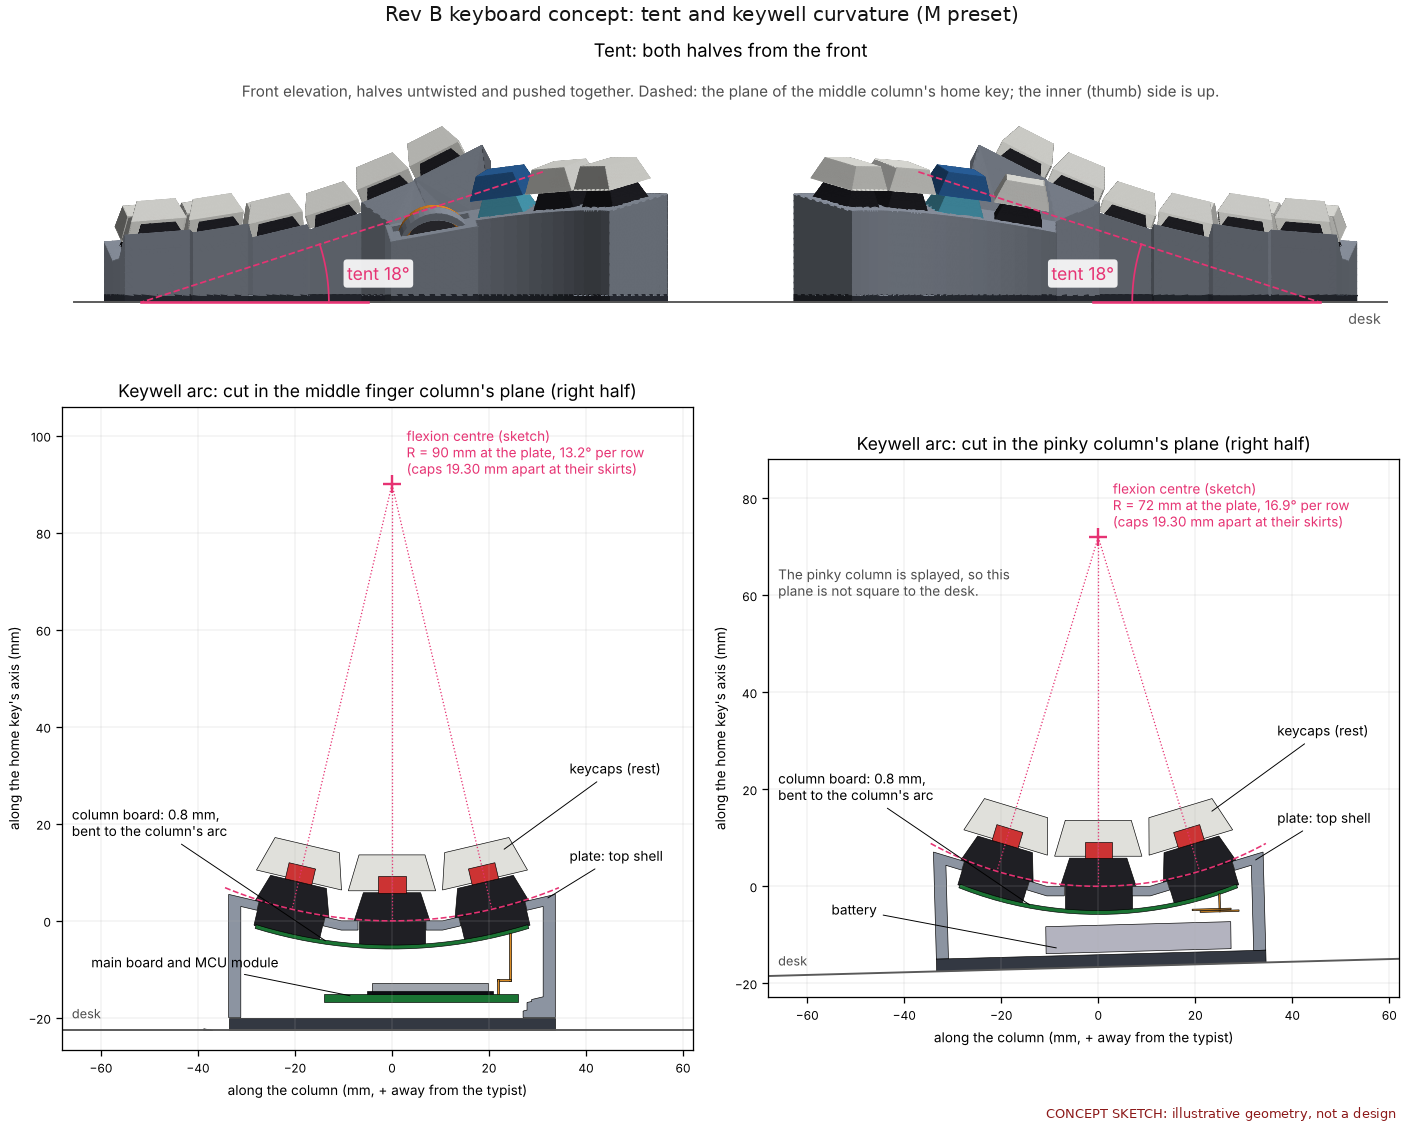 Rev B keyboard concept: tent and keywell curvature (M preset)
Tent: both halves from the front
Front elevation, halves untwisted and pushed together. Dashed: the plane of the middle column's home key; the inner (thumb) side is up.
tent 18°
tent 18°
desk
Keywell arc: cut in the middle finger column's plane (right half)
flexion centre (sketch)
R = 90 mm at the plate, 13.2° per row
(caps 19.30 mm apart at their skirts)
keycaps (rest)
column board: 0.8 mm,
bent to the column's arc
plate: top shell
main board and MCU module
desk
100
80
60
40
20
0
−20
−60
−40
−20
0
20
40
60
along the home key's axis (mm)
along the column (mm, + away from the typist)
Keywell arc: cut in the pinky column's plane (right half)
flexion centre (sketch)
R = 72 mm at the plate, 16.9° per row
(caps 19.30 mm apart at their skirts)
The pinky column is splayed, so this
plane is not square to the desk.
keycaps (rest)
column board: 0.8 mm,
bent to the column's arc
plate: top shell
battery
desk
80
60
40
20
0
−20
−60
−40
−20
0
20
40
60
along the home key's axis (mm)
along the column (mm, + away from the typist)
CONCEPT SKETCH: illustrative geometry, not a design